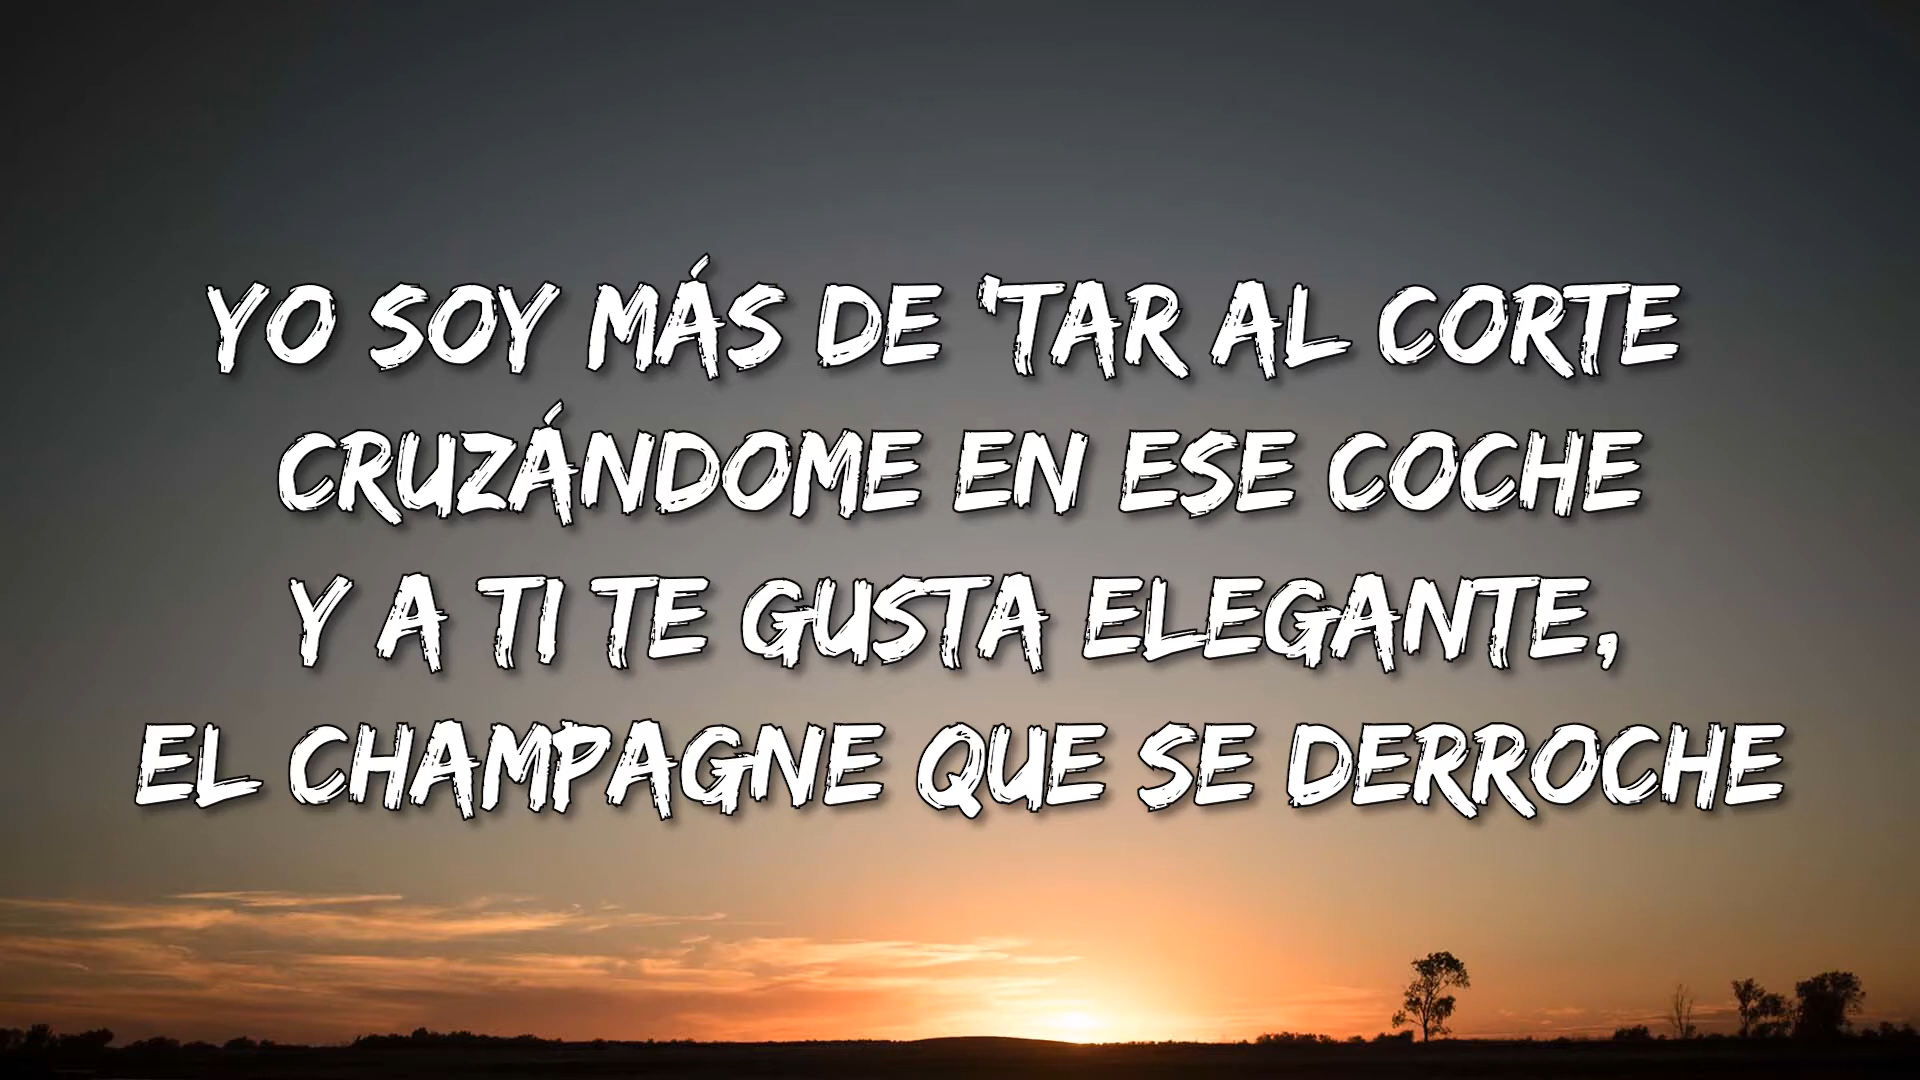 YO SOY MÁS DE 'TAR AL CORTE
CRUZÁNDOME EN ESE COCHE
Y A TI TE GUSTA ELEGANTE,
EL CHAMPAGNE QUE SE DERROCHE